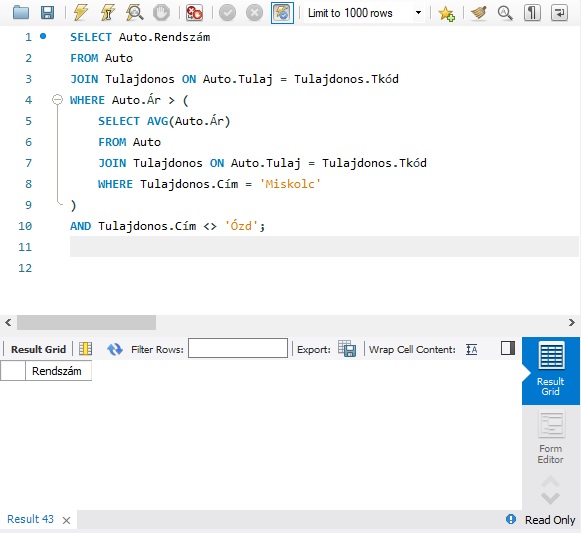 Limit to 1000 rows
1 SELECT Auto.Rendszám
2 FROM Auto
3 JOIN Tulajdonos ON Auto.Tulaj = Tulajdonos.Tkód
4 WHERE Auto.Ár > (
5 SELECT AVG(Auto.Ár)
6 FROM Auto
7 JOIN Tulajdonos ON Auto.Tulaj = Tulajdonos.Tkód
8 WHERE Tulajdonos.Cím = 'Miskolc'
9 )
10 AND Tulajdonos.Cím <> 'Ózd';
11
12
Result Grid Filter Rows: Export: Wrap Cell Content: IA
Rendszám
Result
Grid
Form
Editor
Result 43 ×
Read Only